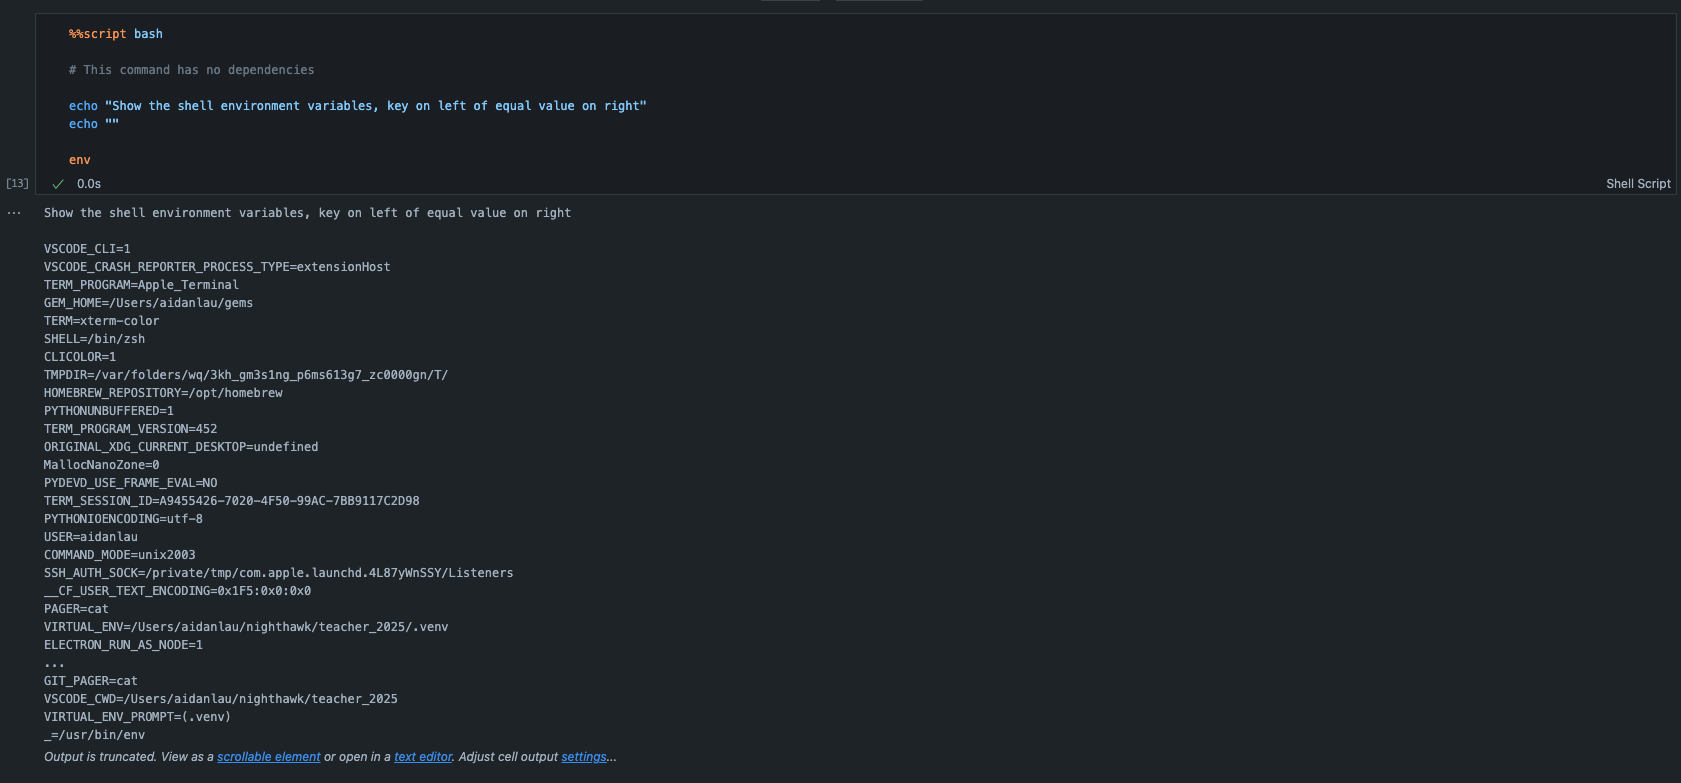 %%script bash
# This command has no dependencies
echo "Show the shell environment variables, key on left of equal value on right"
echo ""
env
[13]
0.0s
Shell Script
...
Show the shell environment variables, key on left of equal value on right
VSCODE_CLI=1
VSCODE_CRASH_REPORTER_PROCESS_TYPE=extensionHost
TERM_PROGRAM=Apple_Terminal
GEM_HOME=/Users/aidanlau/gems
TERM=xterm-color
SHELL=/bin/zsh
CLICOLOR=1
TMPDIR=/var/folders/wq/3kh_gm3s1ng_p6ms613g7_zc0000gn/T/
HOMEBREW_REPOSITORY=/opt/homebrew
PYTHONUNBUFFERED=1
TERM_PROGRAM_VERSION=452
ORIGINAL_XDG_CURRENT_DESKTOP=undefined
MallocNanoZone=0
PYDEVD_USE_FRAME_EVAL=NO
TERM_SESSION_ID=A9455426-7020-4F50-99AC-7BB9117C2D98
PYTHONIOENCODING=utf-8
USER=aidanlau
COMMAND_MODE=unix2003
SSH_AUTH_SOCK=/private/tmp/com.apple.launchd.4L87yWnSSY/Listeners
__CF_USER_TEXT_ENCODING=0x1F5:0x0:0x0
PAGER=cat
VIRTUAL_ENV=/Users/aidanlau/nighthawk/teacher_2025/.venv
ELECTRON_RUN_AS_NODE=1
...
GIT_PAGER=cat
VSCODE_CWD=/Users/aidanlau/nighthawk/teacher_2025
VIRTUAL_ENV_PROMPT=(.venv)
_=/usr/bin/env
Output is truncated. View as a scrollable element or open in a text editor. Adjust cell output settings...